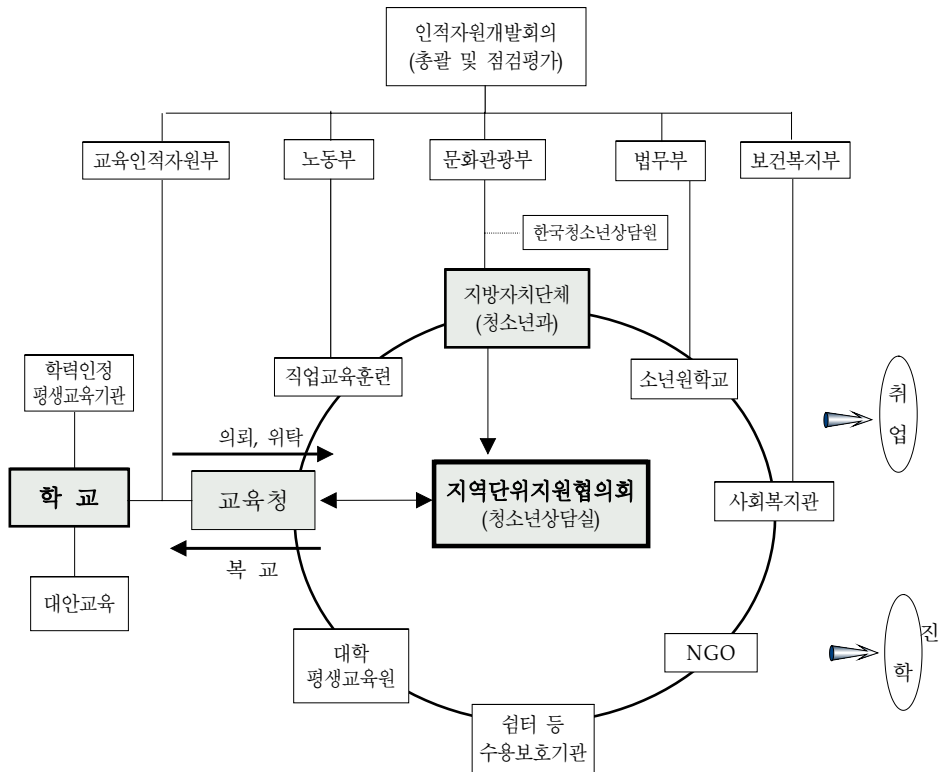 인적자원개발회의
(총괄 및 점검평가)
교육인적자원부
노동부
문화관광부
법무부
보건복지부
한국청소년상담원
지방자치단체
(청소년과)
학력인정
평생교육기관
직업교육훈련
소년원학교
취
업
의뢰, 위탁
학 교
교육청
지역단위지원협의회
(청소년상담실)
사회복지관
복 교
대안교육
대학
평생교육원
NGO
진
학
쉼터 등
수용보호기관